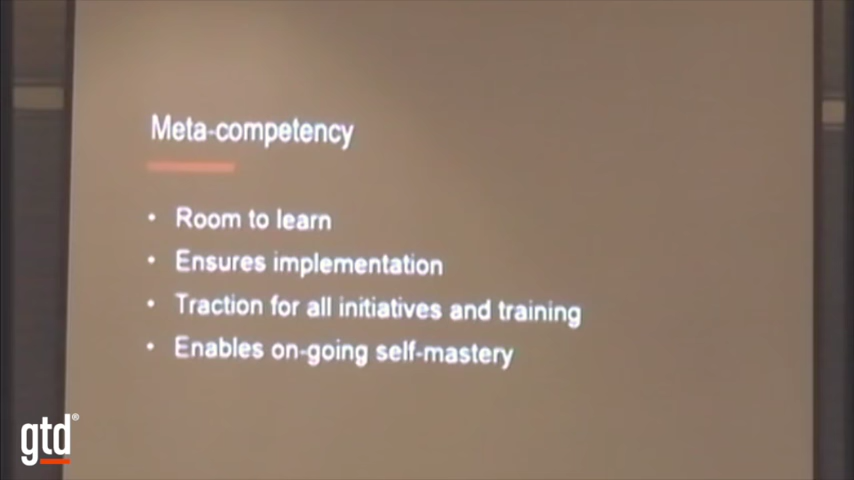 Meta-competency
• Room to learn
• Ensures implementation
• Traction for all initiatives and training
• Enables on-going self-mastery
gtd®